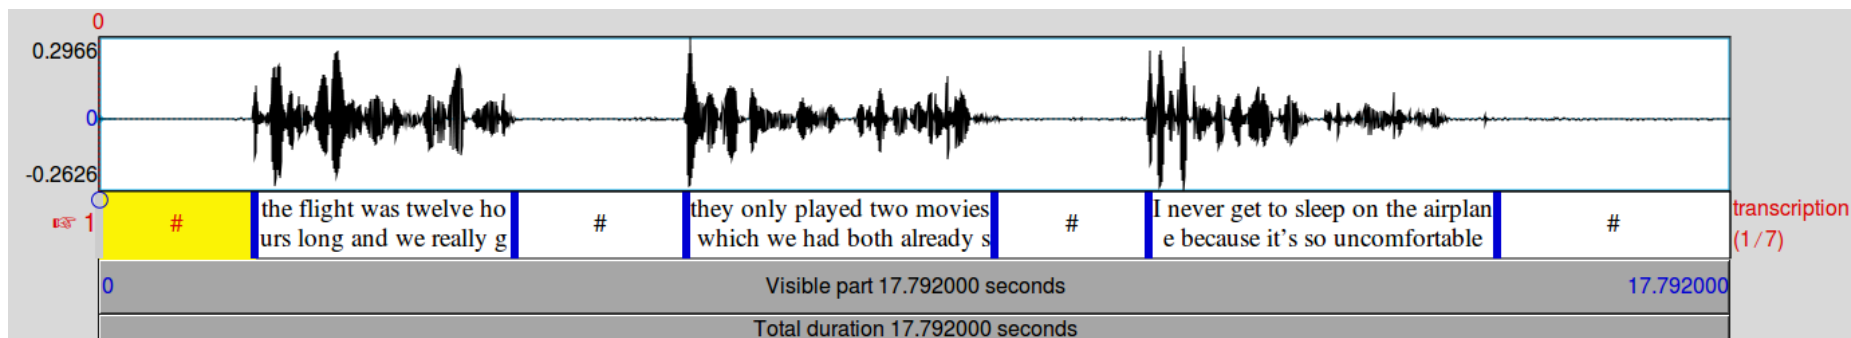 0
0.2966
0
-0.2626
☞ 1
#
the flight was twelve ho
urs long and we really g
#
they only played two movies
which we had both already s
#
I never get to sleep on the airplan
e because it’s so uncomfortable
#
transcription
(1/7)
0
Visible part 17.792000 seconds
17.792000
Total duration 17.792000 seconds